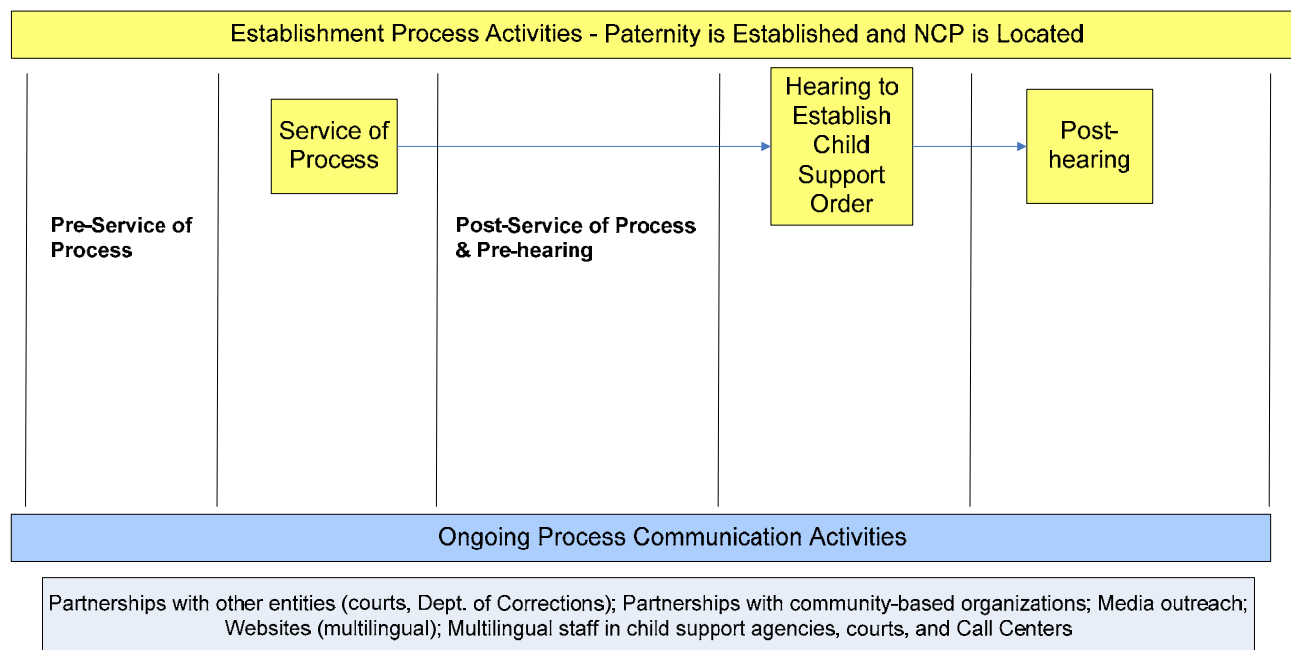 Establishment Process Activities - Paternity is Established and NCP is Located
Service of
Process
Hearing to
Establish
Child
Support
Order
Post-
hearing
Pre-Service of
Process
Post-Service of Process
& Pre-hearing
Ongoing Process Communication Activities
Partnerships with other entities (courts, Dept. of Corrections); Partnerships with community-based organizations; Media outreach;
Websites (multilingual); Multilingual staff in child support agencies, courts, and Call Centers